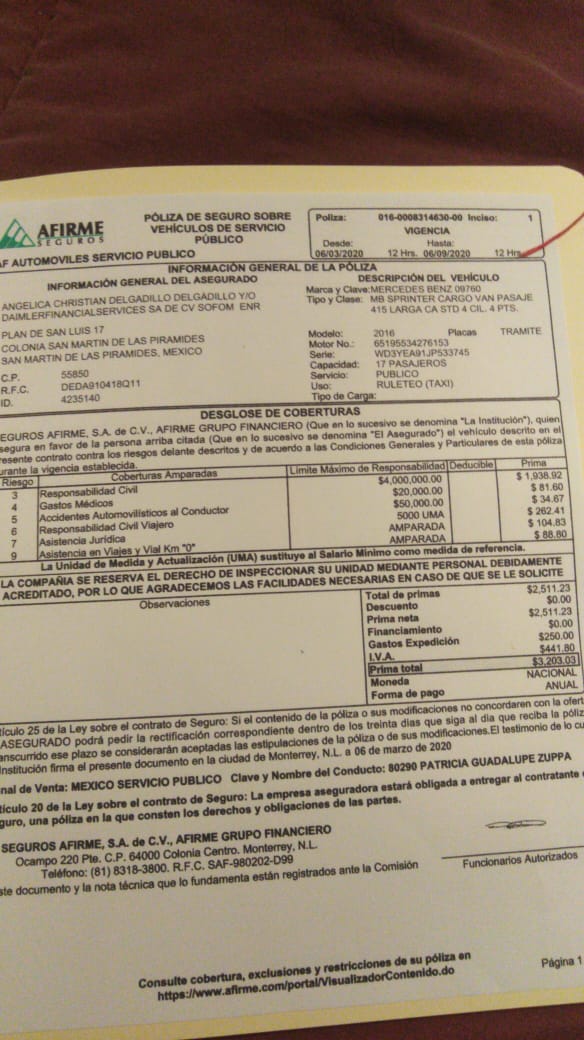 AFIRME
SEGUROS
PÓLIZA DE SEGURO SOBRE
VEHÍCULOS DE SERVICIO
PÚBLICO
Poliza: 016-0008314630-00 Inciso: 1
VIGENCIA
Desde: Hasta:
06/03/2020 12 Hrs. 06/09/2020 12 Hrs.
AF AUTOMOVILES SERVICIO PUBLICO
INFORMACIÓN GENERAL DE LA PÓLIZA
INFORMACIÓN GENERAL DEL ASEGURADO
ANGELICA CHRISTIAN DELGADILLO DELGADILLO Y/O
DAIMLERFINANCIALSERVICES SA DE CV SOFOM ENR
PLAN DE SAN LUIS 17
COLONIA SAN MARTIN DE LAS PIRAMIDES
SAN MARTIN DE LAS PIRAMIDES, MEXICO
C.P. 55850
R.F.C. DEDA910418Q11
ID. 4235140
DESCRIPCIÓN DEL VEHÍCULO
Marca y Clave: MERCEDES BENZ 09760
Tipo y Clase: MB SPRINTER CARGO VAN PASAJE
415 LARGA CA STD 4 CIL. 4 PTS.
Modelo: 2016 Placas TRAMITE
Motor No.: 65195534276153
Serie: WD3YEA91JP533745
Capacidad: 17 PASAJEROS
Servicio: PUBLICO
Uso: RULETEO (TAXI)
Tipo de Carga:
DESGLOSE DE COBERTURAS
EGUROS AFIRME, S.A. de C.V., AFIRME GRUPO FINANCIERO (Que en lo sucesivo se denomina "La Institución"), quien
segura en favor de la persona arriba citada (Que en lo sucesivo se denomina "El Asegurado") el vehículo descrito en el
resente contrato contra los riesgos delante descritos y de acuerdo a las Condiciones Generales y Particulares de esta póliza
urante la vigencia establecida.
Riesgo Coberturas Amparadas Límite Máximo de Responsabilidad Deducible Prima
3 Responsabilidad Civil $4,000,000.00 $ 1,938.92
4 Gastos Médicos $20,000.00 $ 81.60
5 Accidentes Automovilísticos al Conductor $50,000.00 $ 34.67
6 Responsabilidad Civil Viajero 5000 UMA $ 262.41
7 Asistencia Jurídica AMPARADA $ 104.83
9 Asistencia en Viajes y Vial Km "0" AMPARADA $ 88.80
La Unidad de Medida y Actualización (UMA) sustituye al Salario Mínimo como medida de referencia.
LA COMPAÑIA SE RESERVA EL DERECHO DE INSPECCIONAR SU UNIDAD MEDIANTE PERSONAL DEBIDAMENTE
ACREDITADO, POR LO QUE AGRADECEMOS LAS FACILIDADES NECESARIAS EN CASO DE QUE SE LE SOLICITE
Observaciones
Total de primas $2,511.23
Descuento $0.00
Prima neta $2,511.23
Financiamiento $0.00
Gastos Expedición $250.00
I.V.A. $441.80
Prima total $3,203.03
Moneda NACIONAL
Forma de pago ANUAL
tículo 25 de la Ley sobre el contrato de Seguro: Si el contenido de la póliza o sus modificaciones no concordaren con la ofert
ASEGURADO podrá pedir la rectificación correspondiente dentro de los treinta días que siga al día que reciba la póliz
anscurrido ese plazo se considerarán aceptadas las estipulaciones de la póliza o de sus modificaciones.El testimonio de lo cu
Institución firma el presente documento en la ciudad de Monterrey, N.L. a 06 de marzo de 2020
nal de Venta: MEXICO SERVICIO PUBLICO Clave y Nombre del Conducto: 80290 PATRICIA GUADALUPE ZUPPA
tículo 20 de la Ley sobre el contrato de Seguro: La empresa aseguradora estará obligada a entregar al contratante
guro, una póliza en la que consten los derechos y obligaciones de las partes.
SEGUROS AFIRME, S.A. de C.V., AFIRME GRUPO FINANCIERO
Ocampo 220 Pte. C.P. 64000 Colonia Centro. Monterrey, N.L.
Teléfono: (81) 8318-3800. R.F.C. SAF-980202-D99
Funcionarios Autorizados
ste documento y la nota técnica que lo fundamenta están registrados ante la Comisión
Consulte cobertura, exclusiones y restricciones de su póliza en
https://www.afirme.com/portal/VisualizadorContenido.do
Página 1